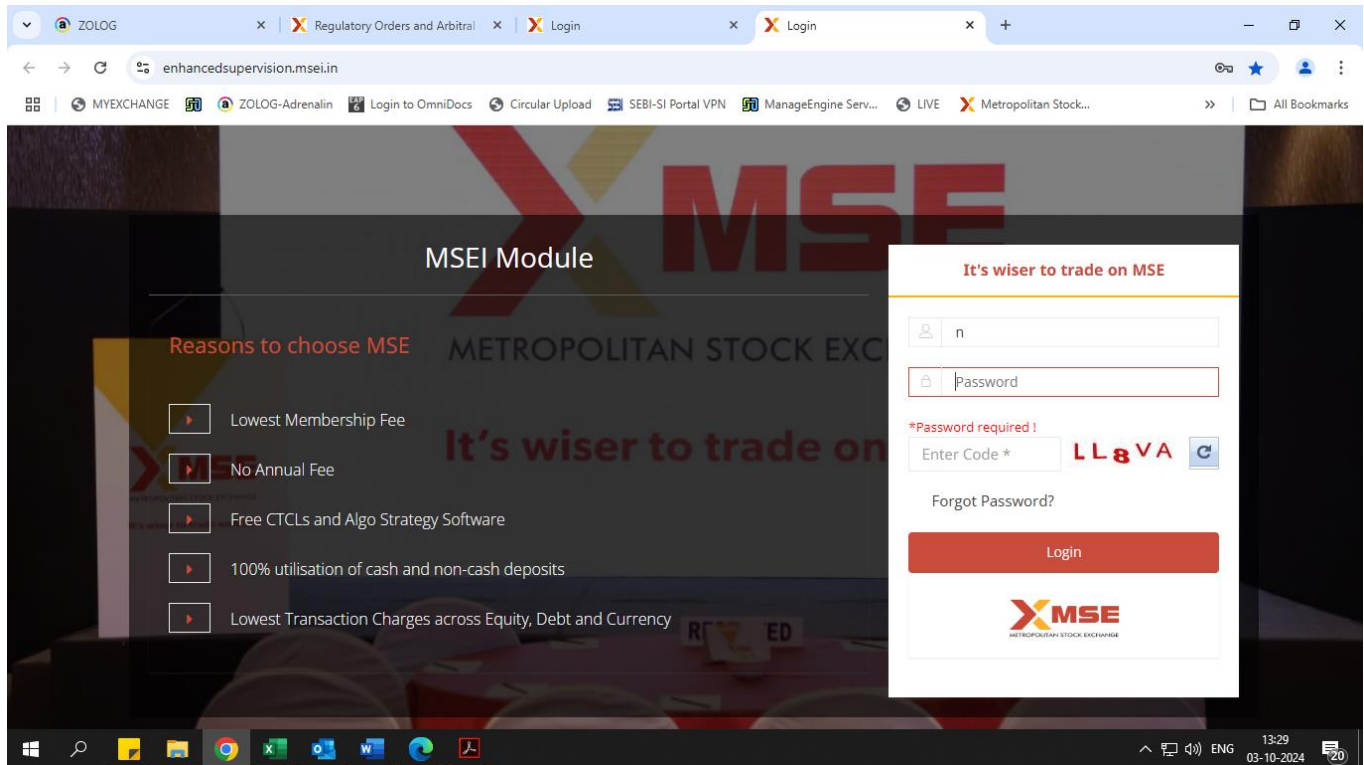 ZOLOG
Regulatory Orders and Arbitral
Login
Login
enhancedsupervision.msei.in
MYEXCHANGE
ZOLOG-Adrenalin
Login to OmniDocs
Circular Upload
SEBI-SI Portal VPN
ManageEngine Serv...
LIVE
Metropolitan Stock...
All Bookmarks
MSE
METROPOLITAN STOCK EXC
It's wiser to trade on
MSEI Module
Reasons to choose MSE
Lowest Membership Fee
No Annual Fee
Free CTCLs and Algo Strategy Software
100% utilisation of cash and non-cash deposits
Lowest Transaction Charges across Equity, Debt and Currency
MSE
It's wiser to trade on MSE
n
Password
*Password required !
Enter Code *
LL8VA
Forgot Password?
Login
MSE
METROPOLITAN STOCK EXCHANGE
ENG
13:29
03-10-2024
20